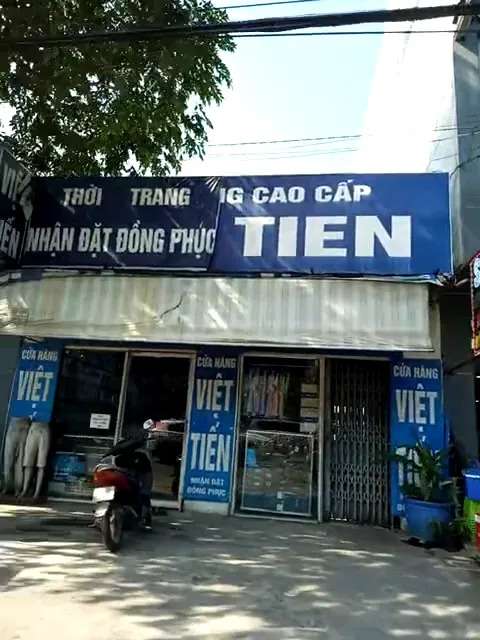 THỜI TRANG
NHẬN ĐẶT ĐỒNG PHỤC
NG CAO CẤP
TIEN
CỬA HÀNG
VIỆT
CỬA HÀNG
VIỆT
TIẾN
NHẬN ĐẶT
ĐỒNG PHỤC
CỬA HÀNG
VIỆT